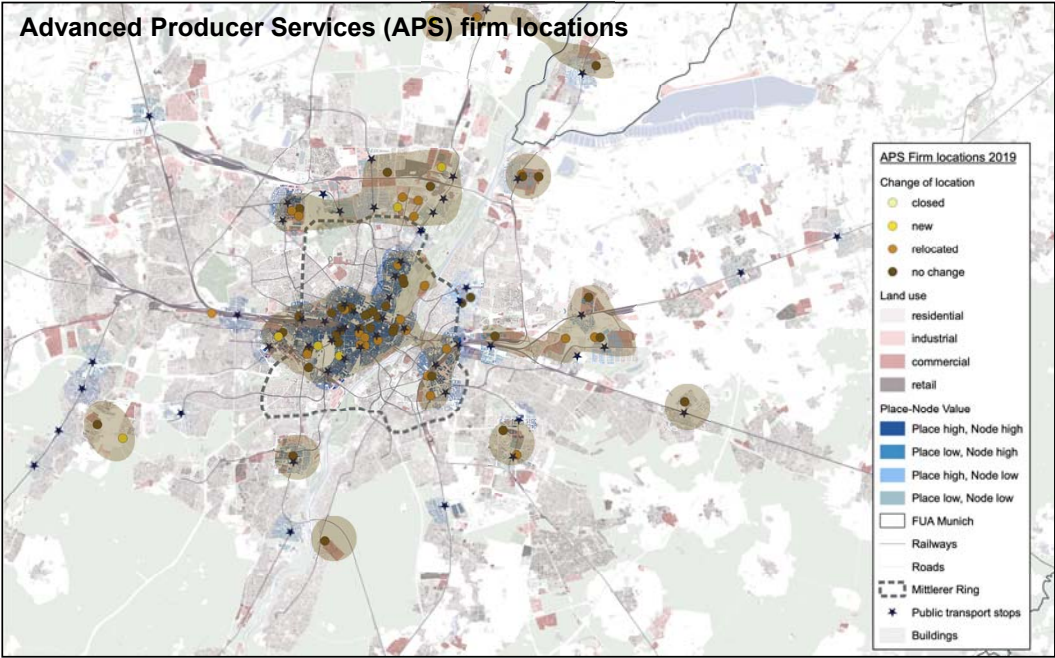 Advanced Producer Services (APS) firm locations
APS Firm locations 2019
Change of location
closed
new
relocated
no change
Land use
residential
industrial
commercial
retail
Place-Node Value
Place high, Node high
Place low, Node high
Place high, Node low
Place low, Node low
FUA Munich
Railways
Roads
Mittlerer Ring
Public transport stops
Buildings